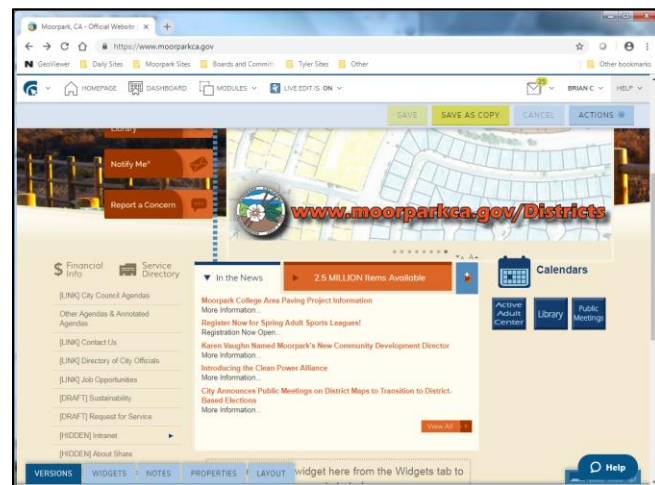 Moorpark, CA - Official Website
https://www.moorparkca.gov
GeoViewer Daily Sites Moorpark Sites Boards and Commiti Tyler Sites Other Other bookmarks
HOMEPAGE DASHBOARD MODULES LIVE EDIT IS ON 25 BRIAN C HELP
SAVE SAVE AS COPY CANCEL ACTIONS
Library
Notify Me®
Report a Concern
www.moorparkca.gov/Districts
Financial Info
Service Directory
In the News
2.5 MILLION Items Available
Calendars
[LINK] City Council Agendas
Other Agendas & Annotated
Agendas
[LINK] Contact Us
[LINK] Directory of City Officials
[LINK] Job Opportunities
[DRAFT] Sustainability
[DRAFT] Request for Service
[HIDDEN] Intranet
[HIDDEN] About Share
Moorpark College Area Paving Project Information
More Information...
Register Now for Spring Adult Sports Leagues!
Registration Now Open...
Karen Vaughn Named Moorpark's New Community Development Director
More Information...
Introducing the Clean Power Alliance
More Information...
City Announces Public Meetings on District Maps to Transition to District-
Based Elections
More Information...
View All
Active
Adult
Center
Library
Public
Meetings
VERSIONS WIDGETS NOTES PROPERTIES LAYOUT
widget here from the Widgets tab to
Help